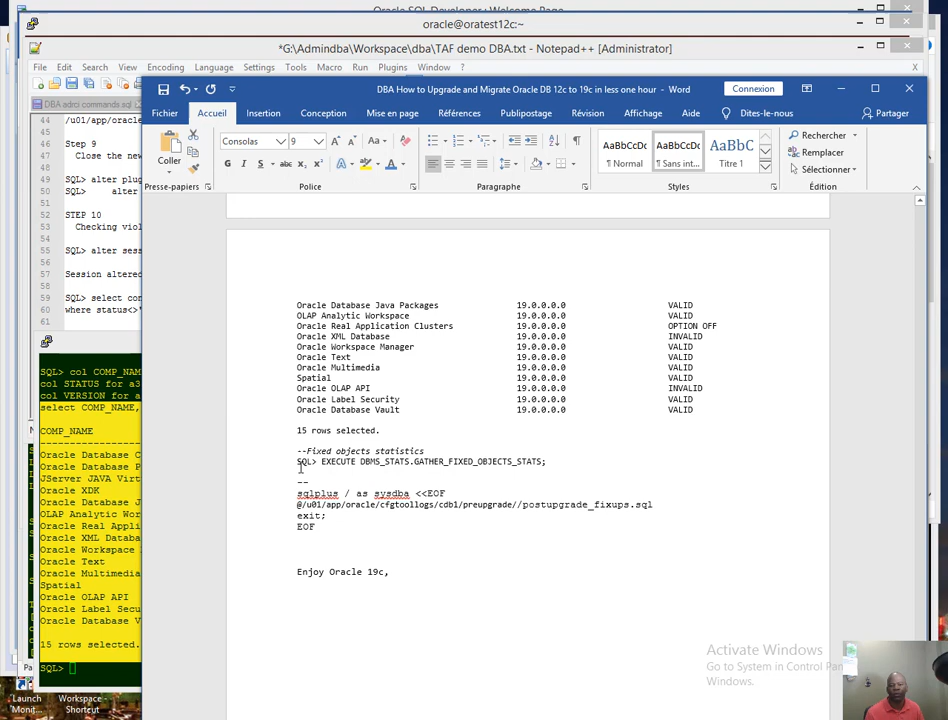 Oracle SQL Developer : Welcome Page
oracle@oratest12c:~
*G:\Admindba\Workspace\dba\TAF demo DBA.txt - Notepad++ [Administrator]
File Edit Search View Encoding Language Settings Tools Macro Run Plugins Window ?
DBA How to Upgrade and Migrate Oracle DB 12c to 19c in less one hour - Word
Connexion
DBA adrci commands.sql
Fichier Accueil Insertion Conception Mise en page Références Publipostage Révision Affichage Aide Dites-le-nous Partager
Coller
Consolas 9
Presse-papiers Police Paragraphe Styles Édition
AaBbCcDc AaBbCcDc AaBbC
¶ Normal ¶ Sans int... Titre 1
Rechercher
Remplacer
Sélectionner
44 /u01/app/oracle
45
46 Step 9
47 Close the new
48
49 SQL> alter plug
50 SQL> alter
51
52 STEP 10
53 Checking viol
54
55 SQL> alter sess
56
57 Session altered
58
59 SQL> select con
60 where status<>'
61
SQL> col COMP_NAM
col STATUS for a3
col VERSION for a
select COMP_NAME,
COMP_NAME
Oracle Database C
Oracle Database P
JServer JAVA Virt
Oracle XDK
Oracle Database J
OLAP Analytic Wor
Oracle Real Appli
Oracle XML Databa
Oracle Workspace
Oracle Text
Oracle Multimedia
Spatial
Oracle OLAP API
Oracle Label Secu
Oracle Database V
15 rows selected.
SQL>
Oracle Database Java Packages 19.0.0.0.0 VALID
OLAP Analytic Workspace 19.0.0.0.0 VALID
Oracle Real Application Clusters 19.0.0.0.0 OPTION OFF
Oracle XML Database 19.0.0.0.0 INVALID
Oracle Workspace Manager 19.0.0.0.0 VALID
Oracle Text 19.0.0.0.0 VALID
Oracle Multimedia 19.0.0.0.0 VALID
Spatial 19.0.0.0.0 VALID
Oracle OLAP API 19.0.0.0.0 INVALID
Oracle Label Security 19.0.0.0.0 VALID
Oracle Database Vault 19.0.0.0.0 VALID
15 rows selected.
--Fixed objects statistics
SQL> EXECUTE DBMS_STATS.GATHER_FIXED_OBJECTS_STATS;
--
sqlplus / as sysdba <<EOF
@/u01/app/oracle/cfgtoollogs/cdb1/preupgrade//postupgrade_fixups.sql
exit;
EOF
Enjoy Oracle 19c,
Activate Windows
Go to System in Control Pan
Windows.
Launch
"Monit...
Workspace -
Shortcut